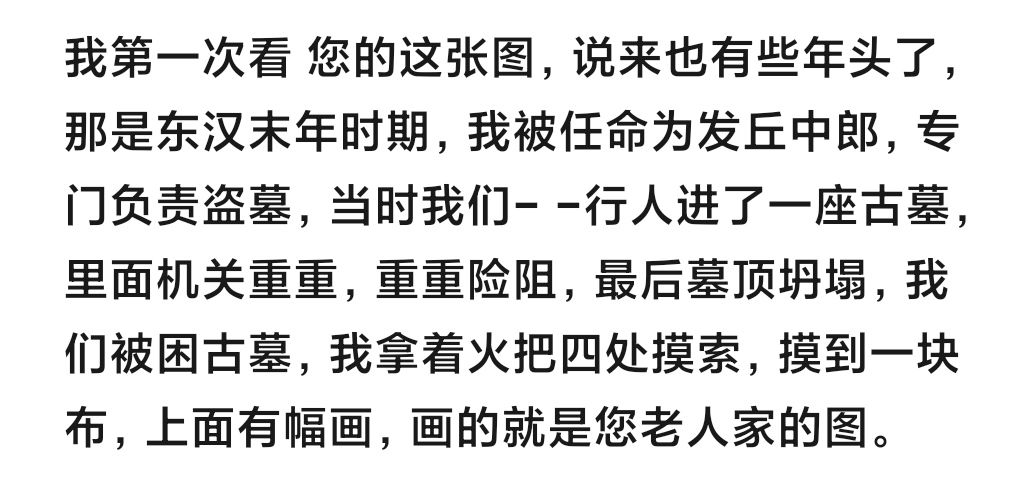 我第一次看 您的这张图，说来也有些年头了，
那是东汉末年时期，我被任命为发丘中郎，专
门负责盗墓，当时我们- -行人进了一座古墓，
里面机关重重，重重险阻，最后墓顶坍塌，我
们被困古墓，我拿着火把四处摸索，摸到一块
布，上面有幅画，画的就是您老人家的图。